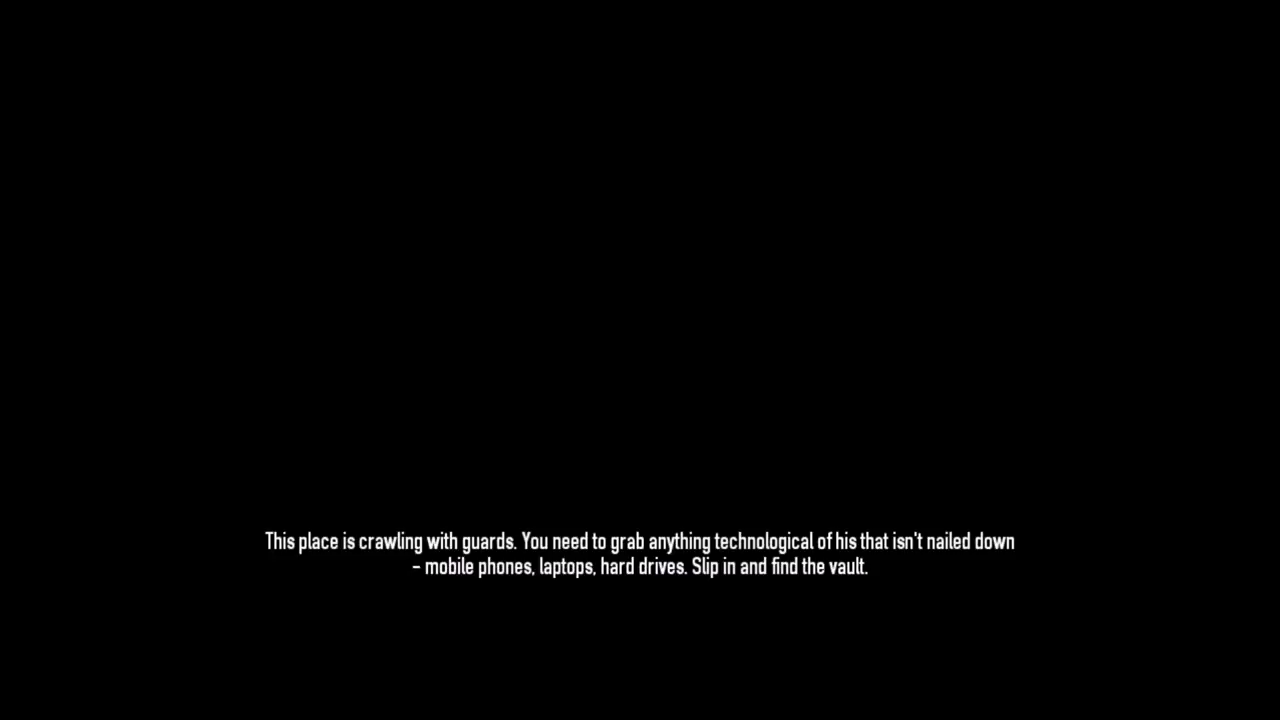 This place is crawling with guards. You need to grab anything technological of his that isn't nailed down
- mobile phones, laptops, hard drives. Slip in and find the vault.